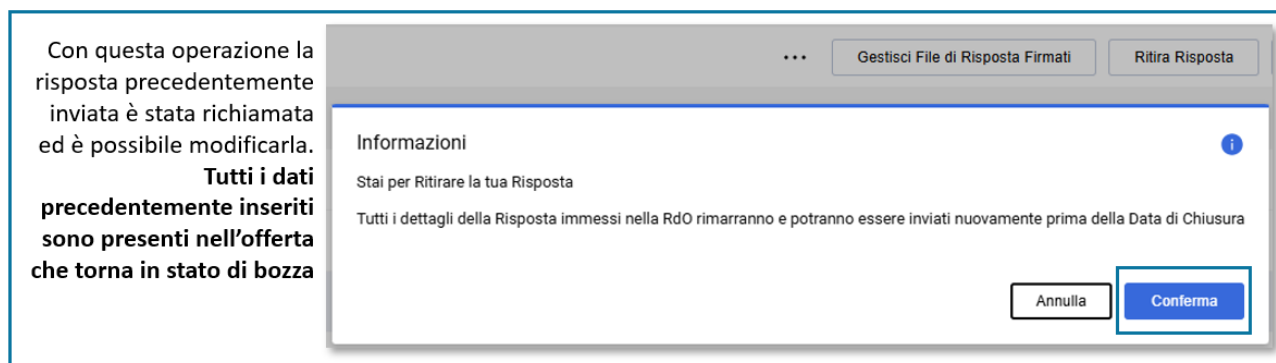 Con questa operazione la
risposta precedentemente
inviata è stata richiamata
ed è possibile modificarla.
Tutti i dati
precedentemente inseriti
sono presenti nell'offerta
che torna in stato di bozza
... Gestisci File di Risposta Firmati Ritira Risposta
Informazioni
Stai per Ritirare la tua Risposta
Tutti i dettagli della Risposta immessi nella RdO rimarranno e potranno essere inviati nuovamente prima della Data di Chiusura
Annulla Conferma